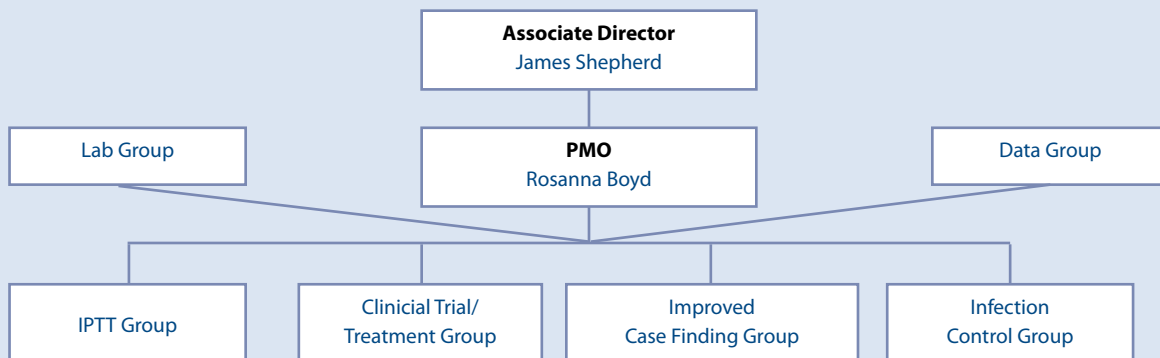 Associate Director
James Shepherd
Lab Group
PMO
Rosanna Boyd
Data Group
IPTT Group
Clinicial Trial/
Treatment Group
Improved
Case Finding Group
Infection
Control Group